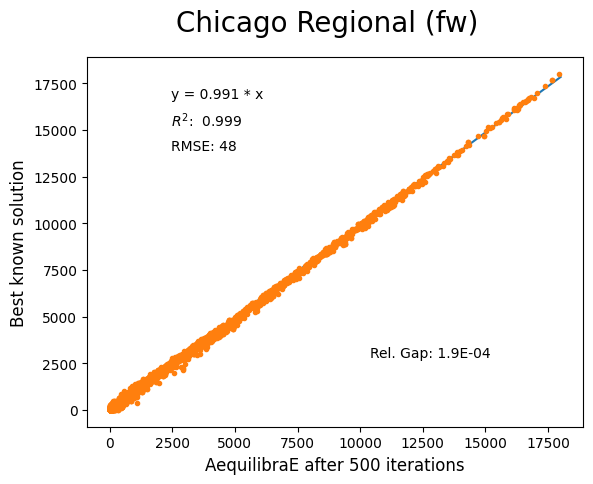 Chicago Regional (fw)
17500
15000
12500
10000
7500
5000
2500
0
Best known solution
y = 0.991 * x
R²: 0.999
RMSE: 48
Rel. Gap: 1.9E-04
0 2500 5000 7500 10000 12500 15000 17500
AequilibraE after 500 iterations